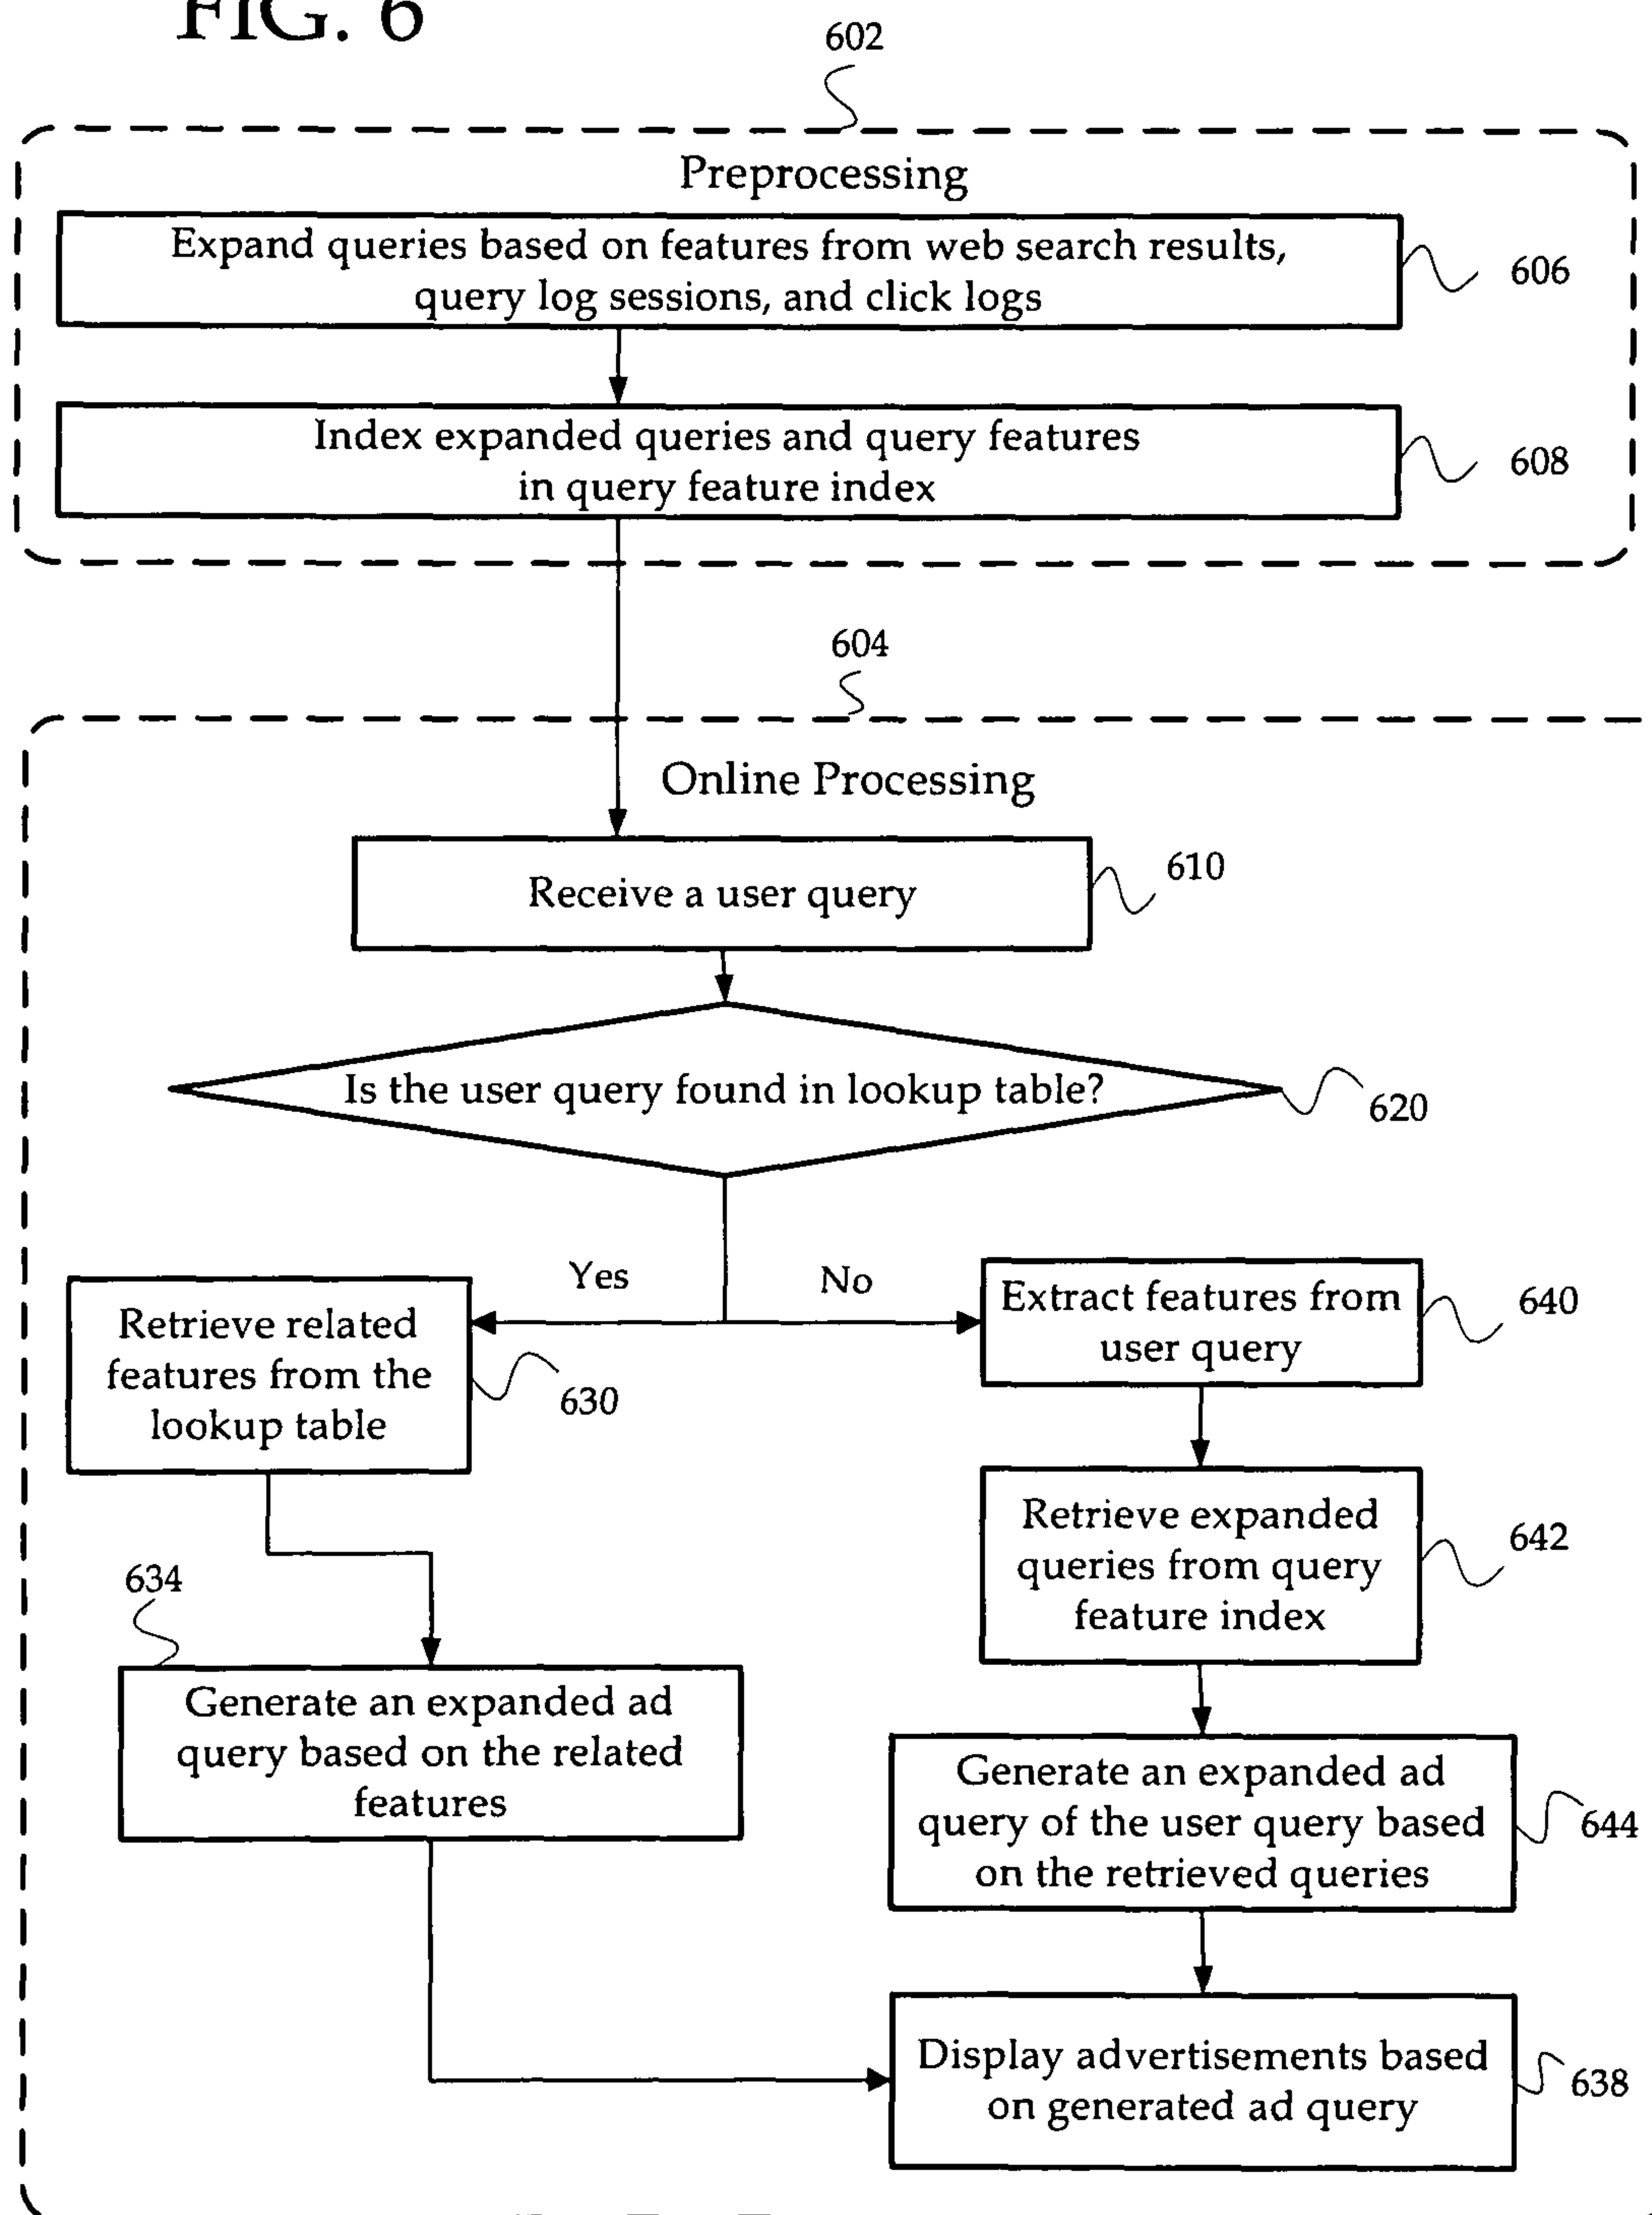 FIG. 6
602
Preprocessing
Expand queries based on features from web search results,
query log sessions, and click logs
606
Index expanded queries and query features
in query feature index
608
604
Online Processing
Receive a user query
610
Is the user query found in lookup table?
620
Yes
No
Retrieve related
features from the
lookup table
630
Extract features from
user query
640
Retrieve expanded
queries from query
feature index
642
634
Generate an expanded ad
query based on the related
features
Generate an expanded ad
query of the user query based
on the retrieved queries
644
Display advertisements based
on generated ad query
638